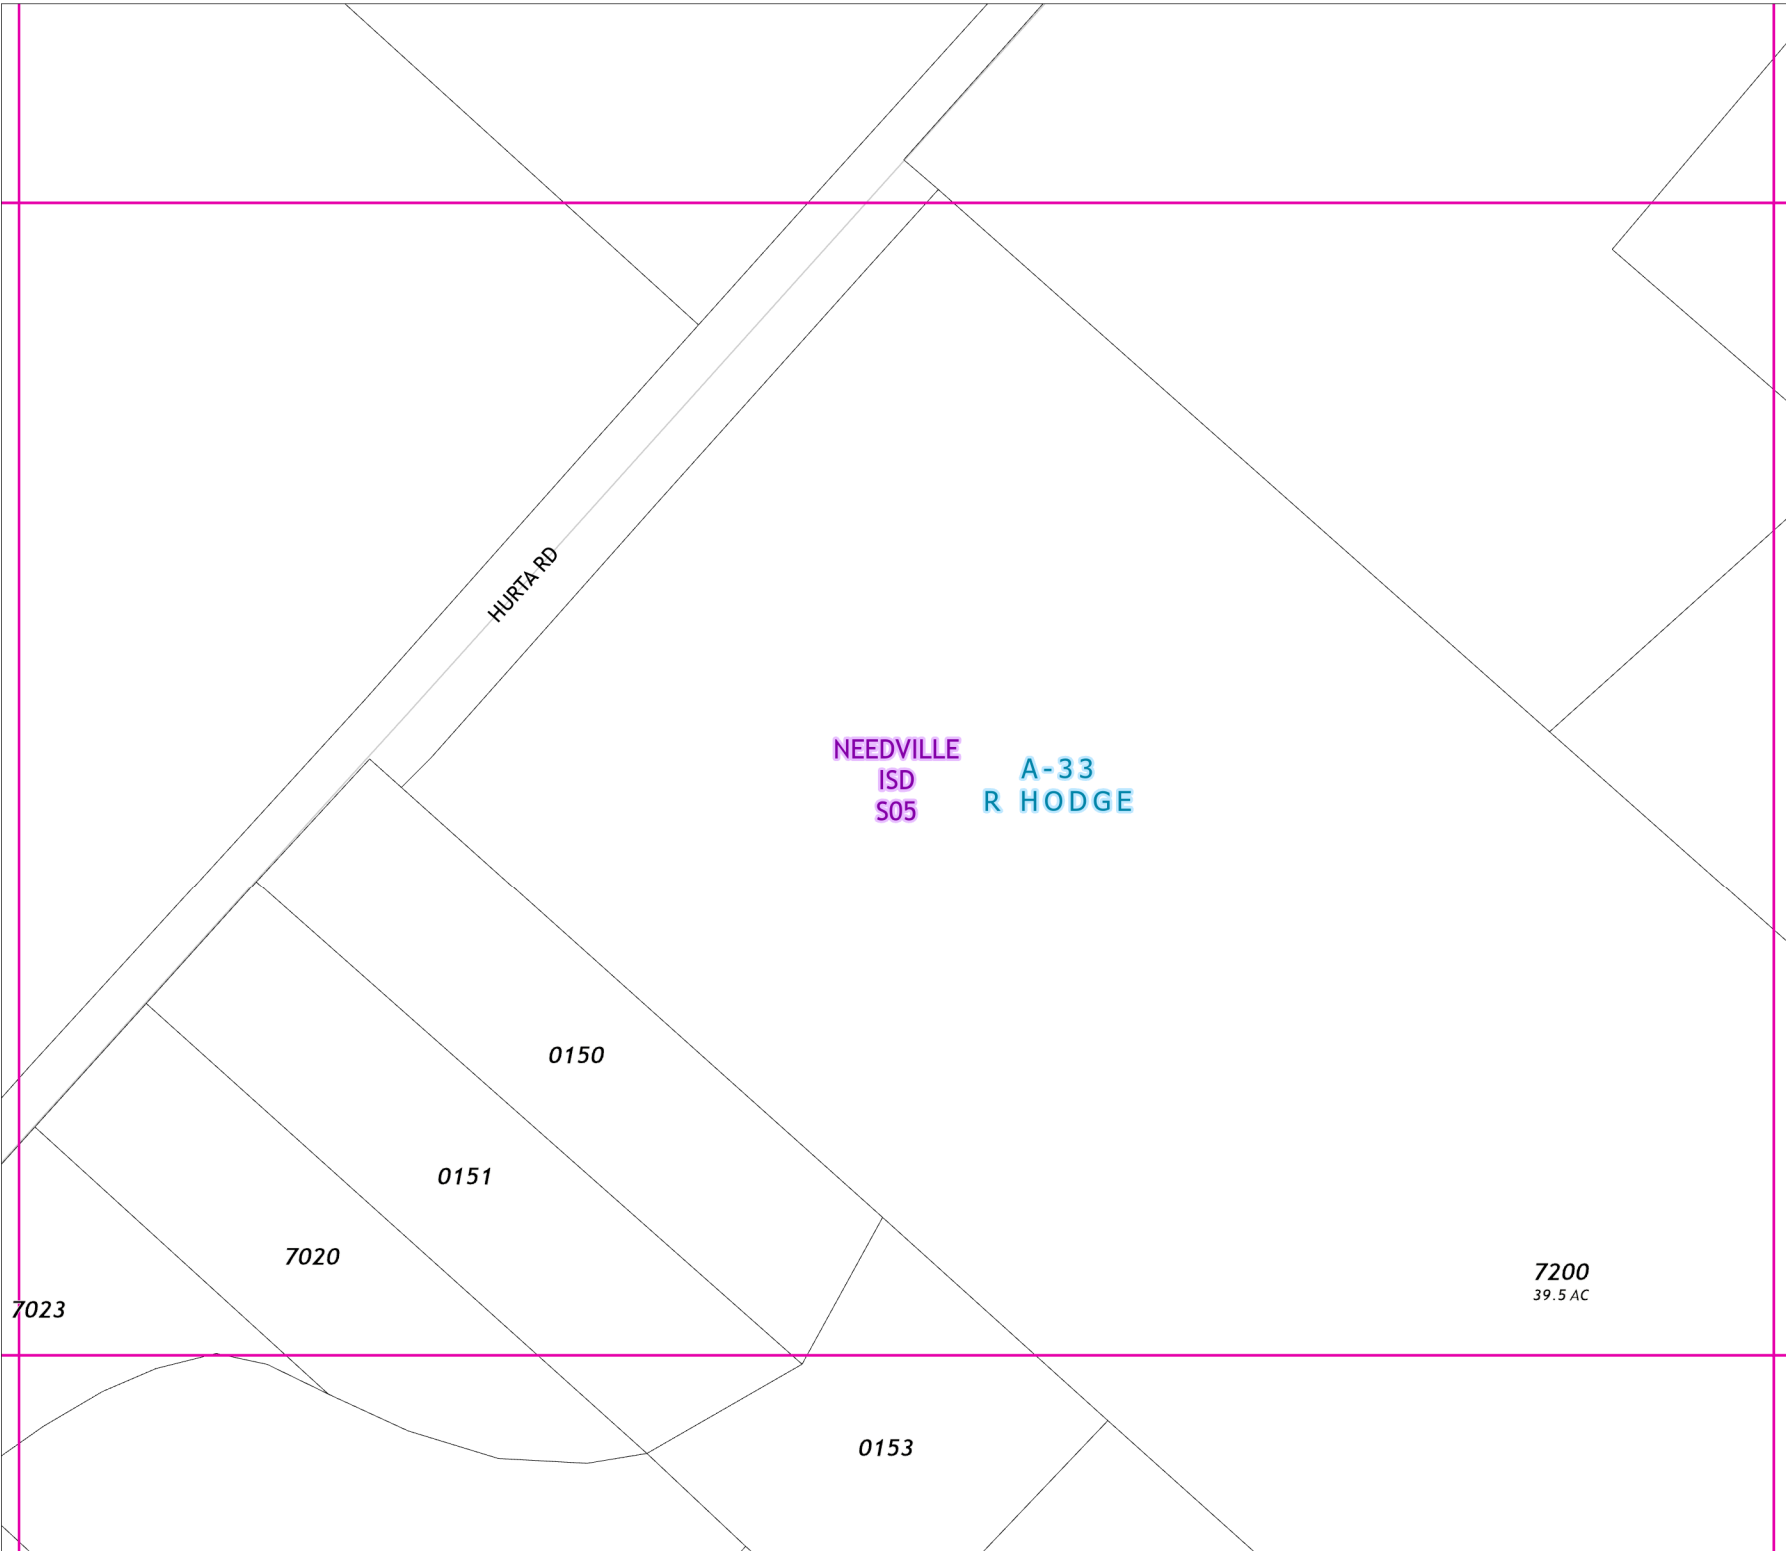 HURTA RD
NEEDVILLE
ISD
S05
A-33
R HODGE
0150
0151
7020
7023
7200
39.5 AC
0153